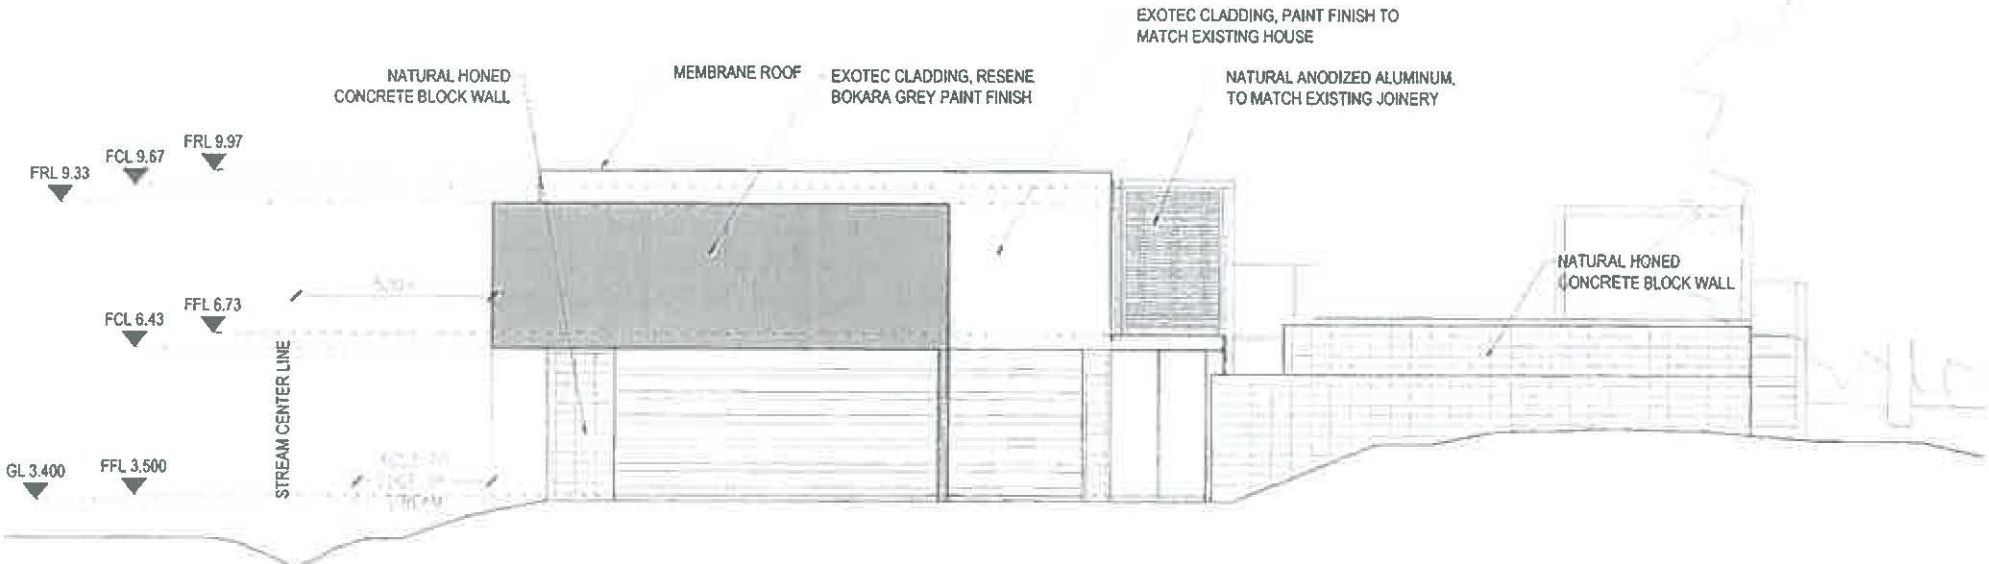 EXOTEC CLADDING, PAINT FINISH TO
MATCH EXISTING HOUSE
NATURAL HONED
CONCRETE BLOCK WALL
MEMBRANE ROOF
EXOTEC CLADDING, RESENE
BOKARA GREY PAINT FINISH
NATURAL ANODIZED ALUMINUM,
TO MATCH EXISTING JOINERY
FRL 9.33
FCL 9.67
FRL 9.97
NATURAL HONED
CONCRETE BLOCK WALL
FCL 6.43
FFL 6.73
STREAM CENTER LINE
GL 3.400
FFL 3,500